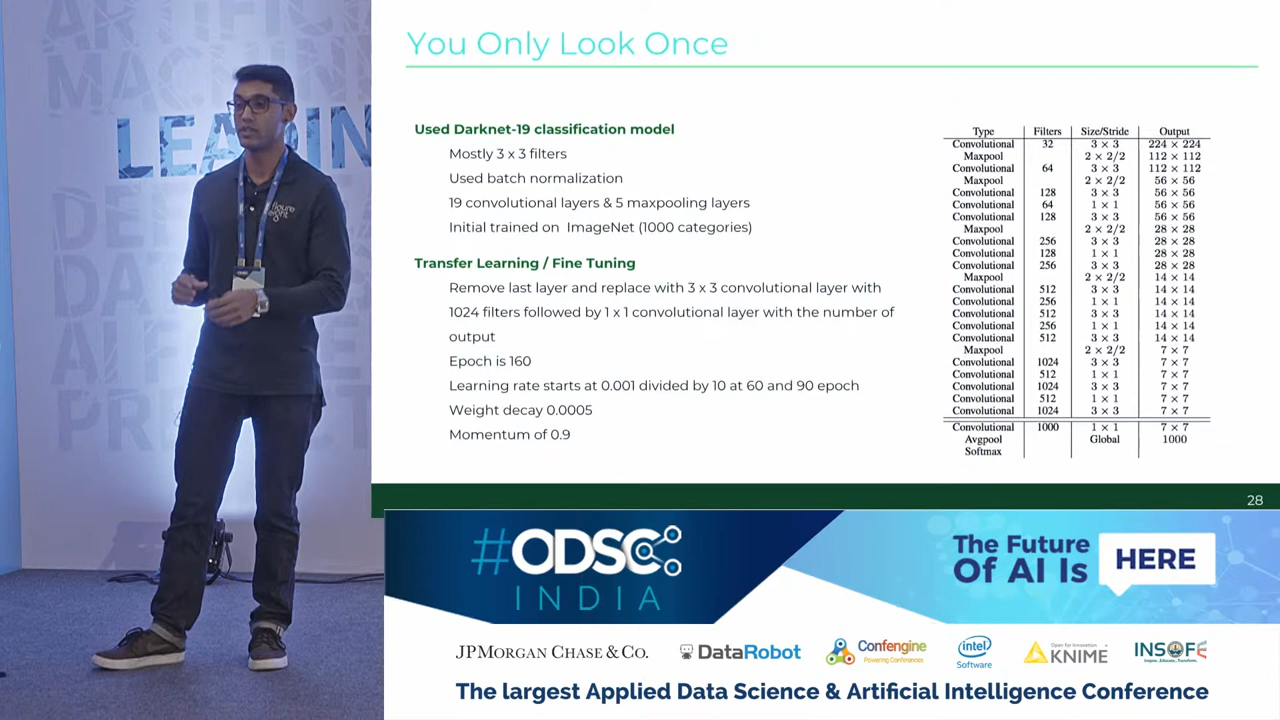 LEADIN
figure
eight
You Only Look Once
Used Darknet-19 classification model
Mostly 3 x 3 filters
Used batch normalization
19 convolutional layers & 5 maxpooling layers
Initial trained on ImageNet (1000 categories)
Transfer Learning / Fine Tuning
Remove last layer and replace with 3 x 3 convolutional layer with
1024 filters followed by 1 x 1 convolutional layer with the number of
output
Epoch is 160
Learning rate starts at 0.001 divided by 10 at 60 and 90 epoch
Weight decay 0.0005
Momentum of 0.9
Type Filters Size/Stride Output
Convolutional 32 3 × 3 224 × 224
Maxpool 2 × 2/2 112 × 112
Convolutional 64 3 × 3 112 × 112
Maxpool 2 × 2/2 56 × 56
Convolutional 128 3 × 3 56 × 56
Convolutional 64 1 × 1 56 × 56
Convolutional 128 3 × 3 56 × 56
Maxpool 2 × 2/2 28 × 28
Convolutional 256 3 × 3 28 × 28
Convolutional 128 1 × 1 28 × 28
Convolutional 256 3 × 3 28 × 28
Maxpool 2 × 2/2 14 × 14
Convolutional 512 3 × 3 14 × 14
Convolutional 256 1 × 1 14 × 14
Convolutional 512 3 × 3 14 × 14
Convolutional 256 1 × 1 14 × 14
Convolutional 512 3 × 3 14 × 14
Maxpool 2 × 2/2 7 × 7
Convolutional 1024 3 × 3 7 × 7
Convolutional 512 1 × 1 7 × 7
Convolutional 1024 3 × 3 7 × 7
Convolutional 512 1 × 1 7 × 7
Convolutional 1024 3 × 3 7 × 7
Convolutional 1000 1 × 1 7 × 7
Avgpool Global 1000
Softmax
28
#ODSC
INDIA
The Future
Of AI Is HERE
JPMORGAN CHASE & CO.
DataRobot
Confengine
Powering Conferences
intel
Software
Open for Innovation
KNIME
INSOFE
Inspire...Educate...Transform.
The largest Applied Data Science & Artificial Intelligence Conference